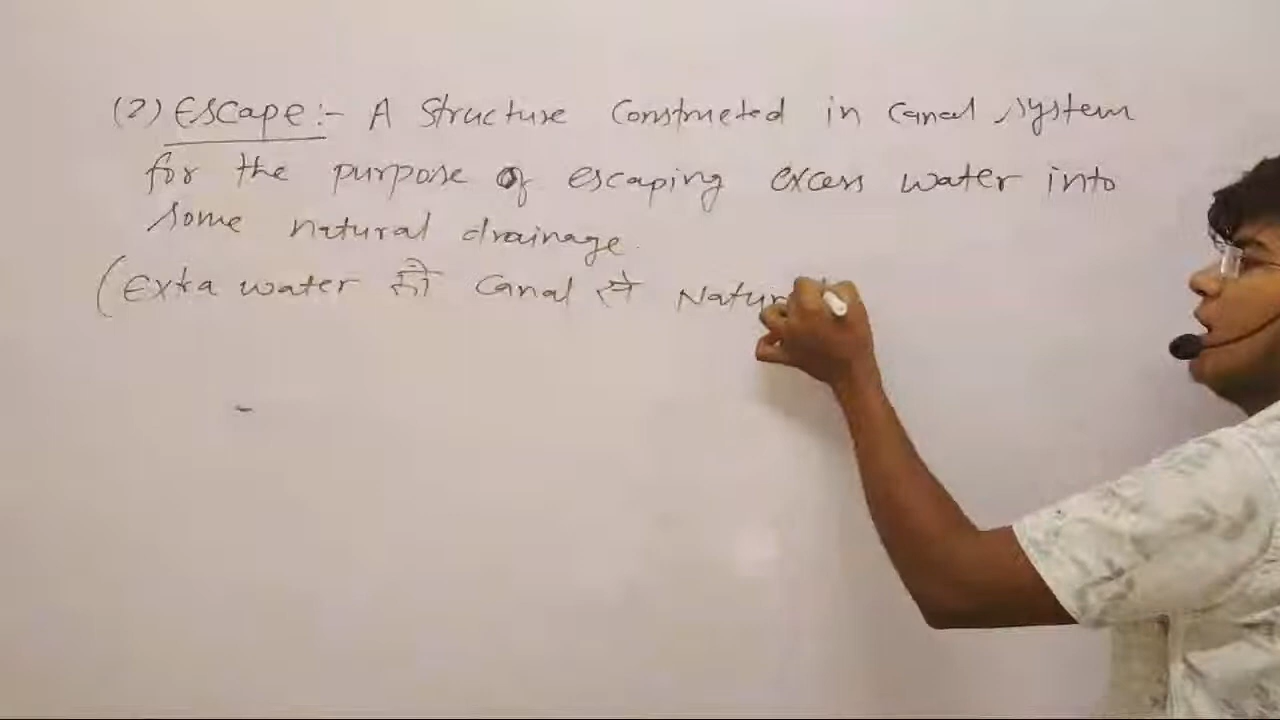 (2) Escape :- A structure constructed in canal system
for the purpose of escaping excess water into
some natural drainage.
(Extra water को canal से Natur